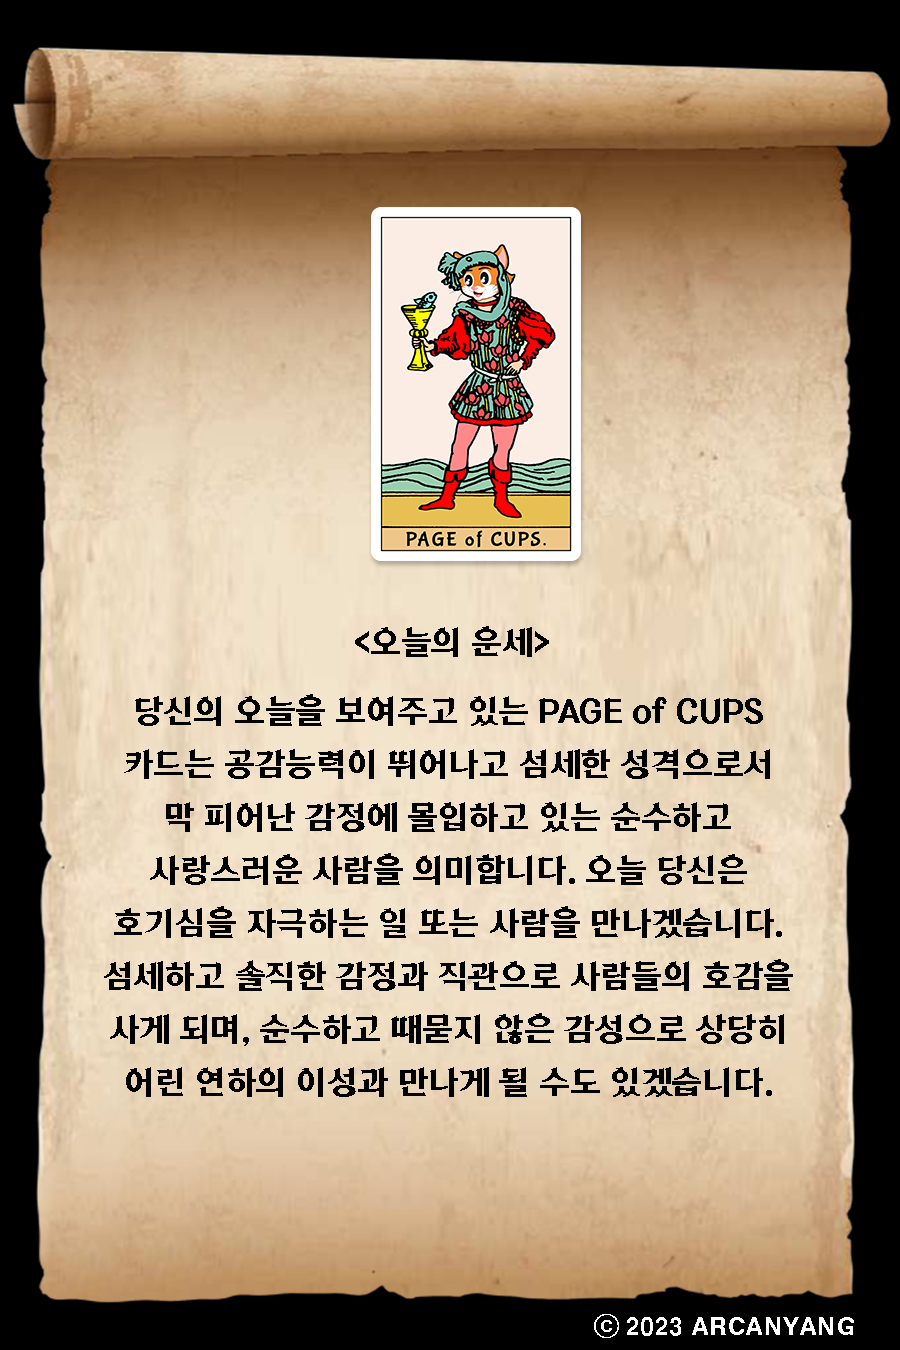 PAGE of CUPS.
<오늘의 운세>
당신의 오늘을 보여주고 있는 PAGE of CUPS
카드는 공감능력이 뛰어나고 섬세한 성격으로서
막 피어난 감정에 몰입하고 있는 순수하고
사랑스러운 사람을 의미합니다. 오늘 당신은
호기심을 자극하는 일 또는 사람을 만나겠습니다.
섬세하고 솔직한 감정과 직관으로 사람들의 호감을
사게 되며, 순수하고 때묻지 않은 감성으로 상당히
어린 연하의 이성과 만나게 될 수도 있겠습니다.
© 2023 ARCANYANG